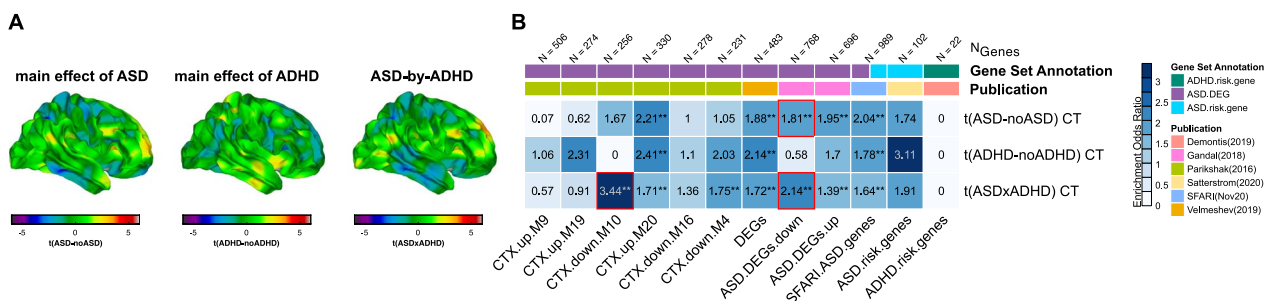 A
main effect of ASD
main effect of ADHD
ASD-by-ADHD
-5 0 5
t(ASD-noASD)
-5 0 5
t(ADHD-noADHD)
-5 0 5
t(ASDxADHD)
B
N = 506 N = 274 N = 256 N = 330 N = 278 N = 231 N = 483 N = 768 N = 696 N = 989 N = 102 N = 22
NGenes
Gene Set Annotation
Publication
0.07 0.62 1.67 2.21** 1 1.05 1.88** 1.81** 1.95** 2.04** 1.74 0 t(ASD-noASD) CT
1.06 2.31 0 2.41** 1.1 2.03 2.14** 0.58 1.7 1.78** 3.11 0 t(ADHD-noADHD) CT
0.57 0.91 3.44** 1.71** 1.36 1.75** 1.72** 2.14** 1.39** 1.64** 1.91 0 t(ASDxADHD) CT
CTX.up.M9
CTX.up.M19
CTX.down.M10
CTX.up.M20
CTX.down.M16
CTX.down.M4
DEGs
ASD.DEGs.down
ASD.DEGs.up
SFARI.ASD.genes
ASD.risk.genes
ADHD.risk.genes
Enrichment Odds Ratio
3
2.5
2
1.5
1
0.5
0
Gene Set Annotation
ADHD.risk.gene
ASD.DEG
ASD.risk.gene
Publication
Demontis(2019)
Gandal(2018)
Parikshak(2016)
Satterstrom(2020)
SFARI(Nov20)
Velmeshev(2019)